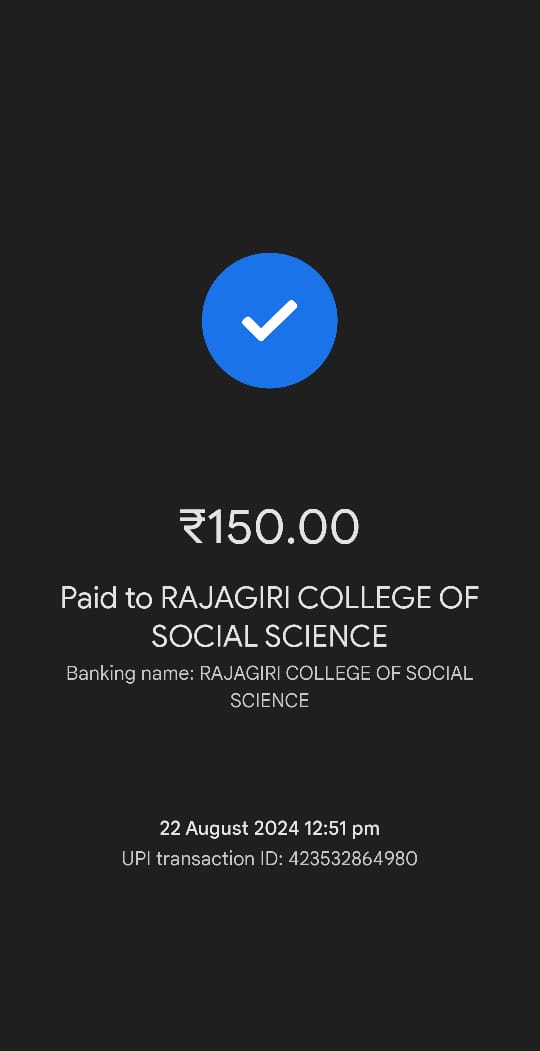 ₹150.00
Paid to RAJAGIRI COLLEGE OF
SOCIAL SCIENCE
Banking name: RAJAGIRI COLLEGE OF SOCIAL
SCIENCE
22 August 2024 12:51 pm
UPI transaction ID: 423532864980